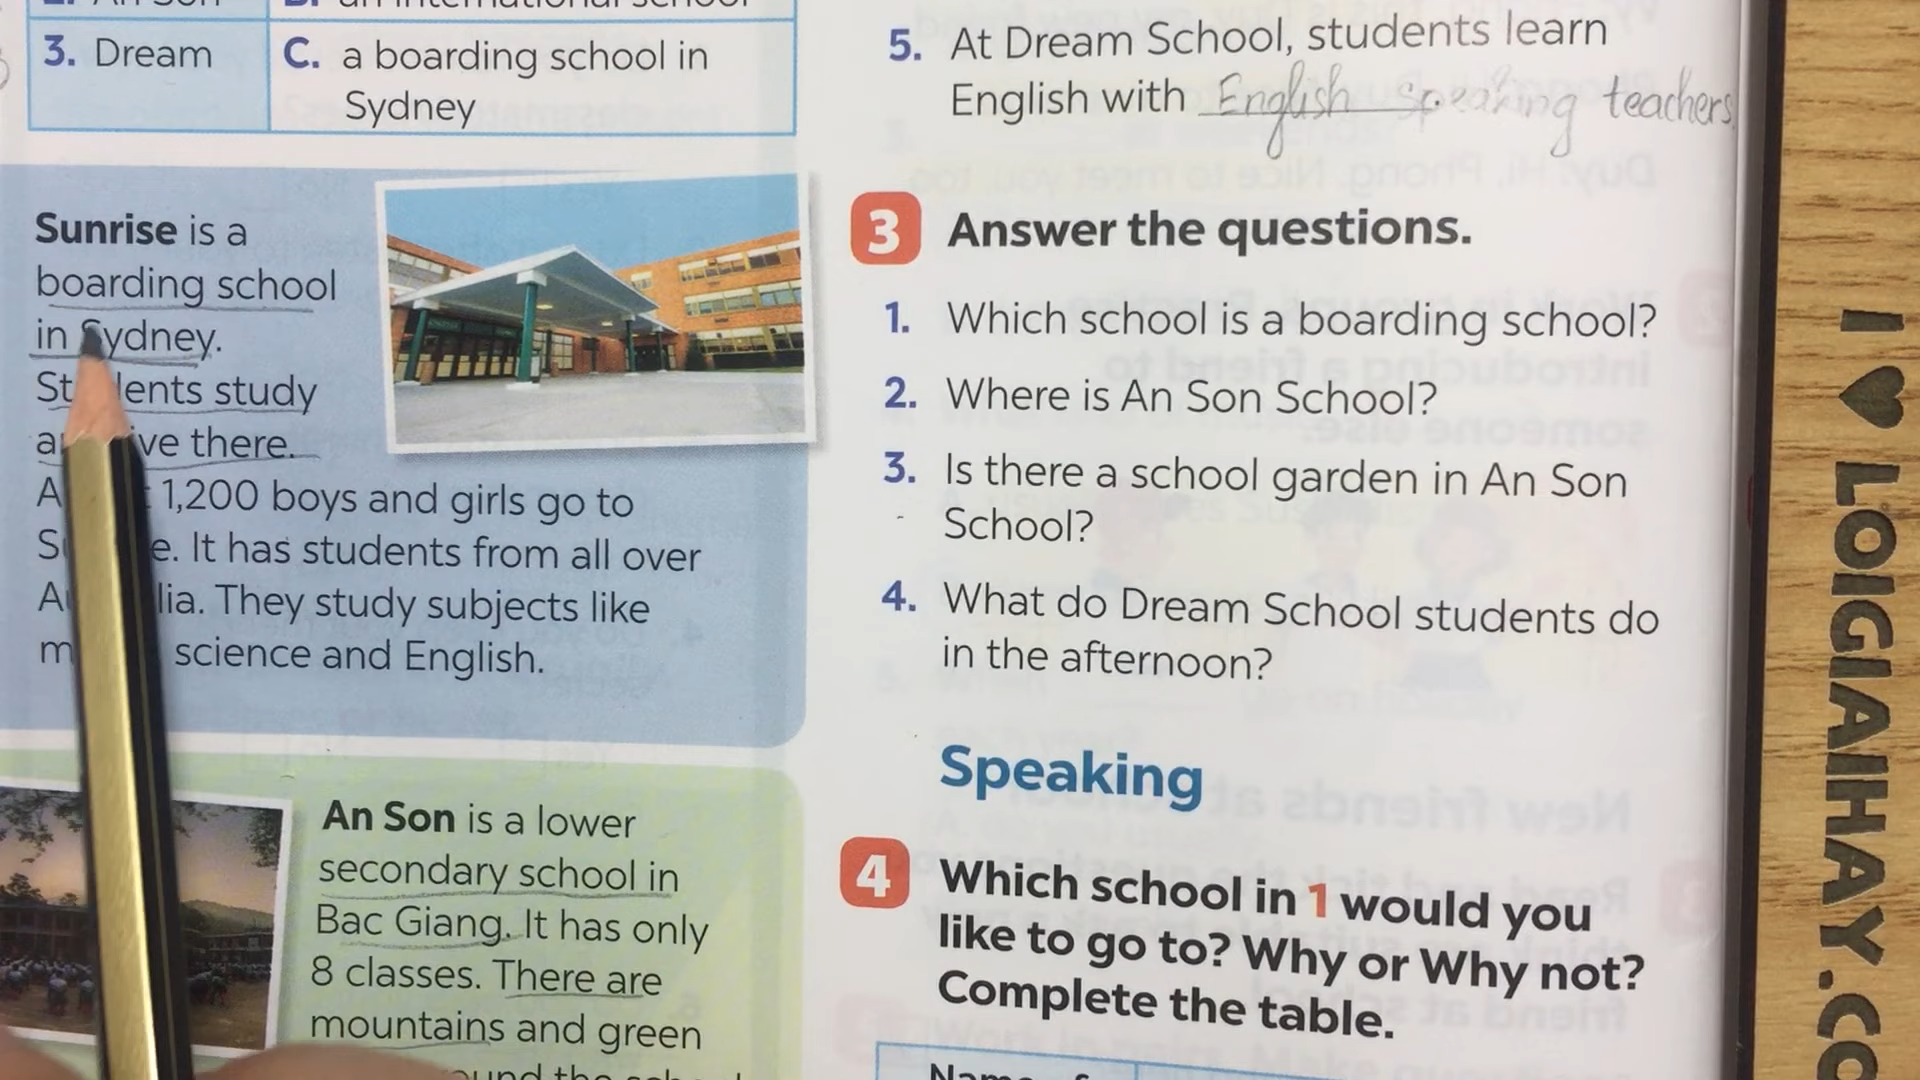 3. Dream
C. a boarding school in
Sydney
Sunrise is a
boarding school
in Sydney.
study
there.
1,200 boys and girls go to
It has students from all over
They study subjects like
science and English.
An Son is a lower
secondary school in
Bac Giang. It has only
8 classes. There are
mountains and green
5. At Dream School, students learn
English with English speaking teachers
3 Answer the questions.
1. Which school is a boarding school?
2. Where is An Son School?
3. Is there a school garden in An Son
School?
4. What do Dream School students do
in the afternoon?
Speaking
4 Which school in 1 would you
like to go to? Why or Why not?
Complete the table.
I ♥ LOIGIAIHAY.CO